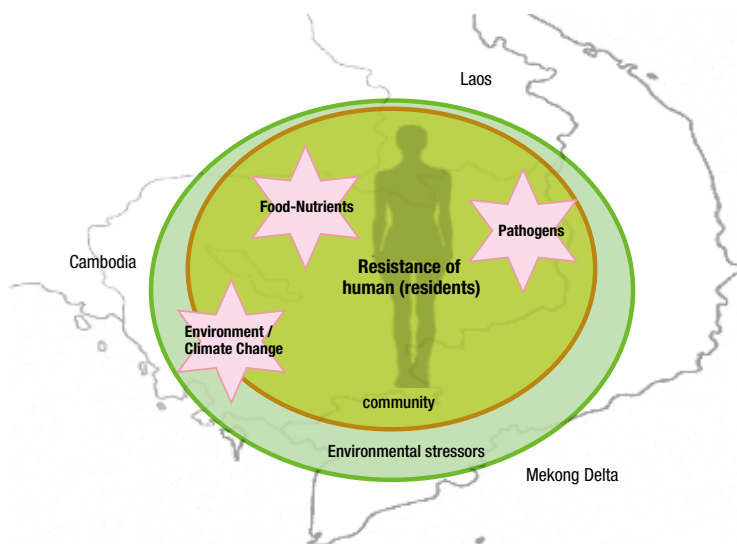 Laos
Food-Nutrients
Pathogens
Cambodia
Resistance of
human (residents)
Environment /
Climate Change
community
Environmental stressors
Mekong Delta